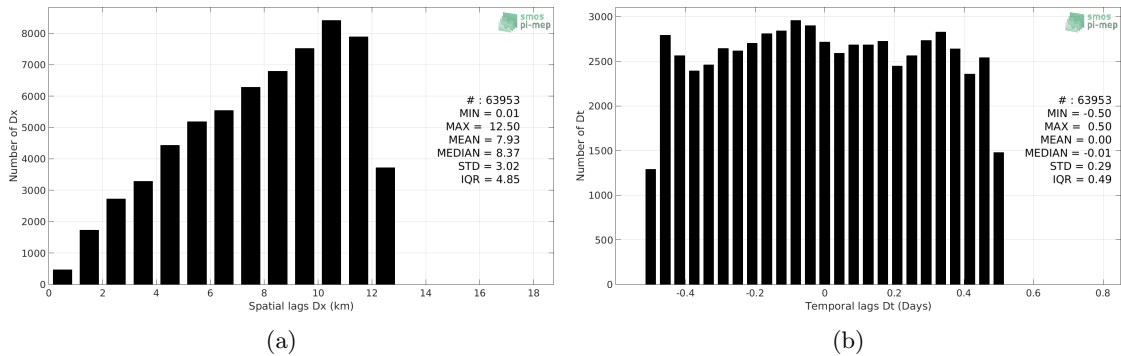 smos
pi-mep
8000
7000
6000
5000
4000
3000
2000
1000
0
Number of Dx
# : 63953
MIN = 0.01
MAX = 12.50
MEAN = 7.93
MEDIAN = 8.37
STD = 3.02
IQR = 4.85
0 2 4 6 8 10 12 14 16 18
Spatial lags Dx (km)
(a)
smos
pi-mep
3000
2500
2000
1500
1000
500
0
Number of Dt
# : 63953
MIN = -0.50
MAX = 0.50
MEAN = 0.00
MEDIAN = -0.01
STD = 0.29
IQR = 0.49
-0.4 -0.2 0 0.2 0.4 0.6 0.8
Temporal lags Dt (Days)
(b)